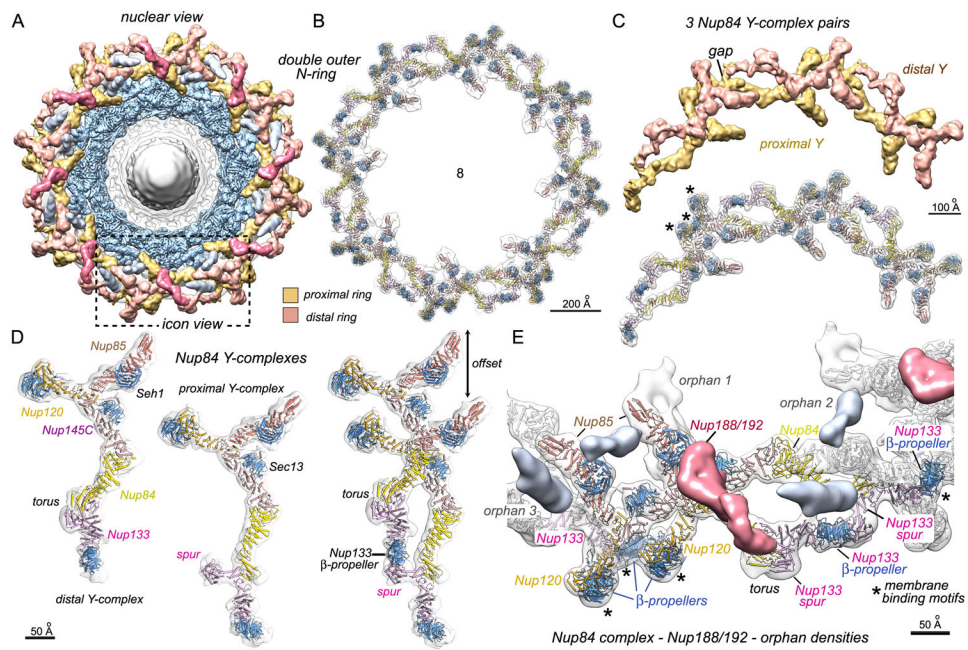 A
nuclear view
icon view
proximal ring
distal ring
B
double outer
N-ring
8
200 Å
C
3 Nup84 Y-complex pairs
gap
distal Y
proximal Y
*
*
*
100 Å
D
Nup85
Nup84 Y-complexes
Seh1
proximal Y-complex
Nup120
Nup145C
Sec13
torus
Nup84
Nup133
spur
distal Y-complex
50 Å
offset
torus
Nup133
β-propeller
spur
E
orphan 1
orphan 2
Nup85
Nup188/192
Nup84
Nup133
β-propeller
*
orphan 3
Nup133
Nup120
Nup120
Nup133
spur
Nup133
β-propeller
*
*
*
β-propellers
torus
Nup133
spur
* membrane
binding motifs
Nup84 complex - Nup188/192 - orphan densities
50 Å